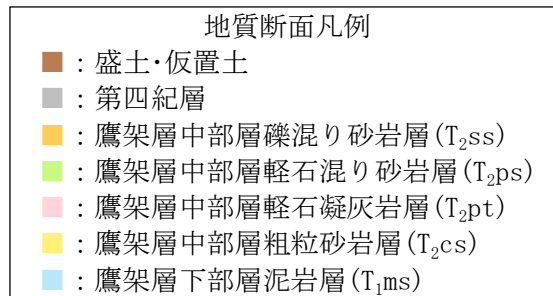 地質断面凡例
：盛土･仮置土
：第四紀層
：鷹架層中部層礫混り砂岩層(T₂ss)
：鷹架層中部層軽石混り砂岩層(T₂ps)
：鷹架層中部層軽石凝灰岩層(T₂pt)
：鷹架層中部層粗粒砂岩層(T₂cs)
：鷹架層下部層泥岩層(T₁ms)